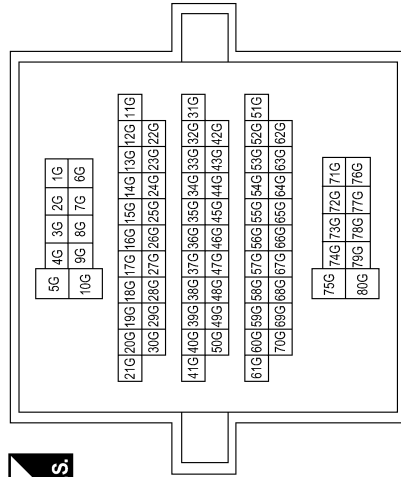 S.
5G 4G 3G 2G 1G
10G 9G 8G 7G 6G
21G 20G 19G 18G 17G 16G 15G 14G 13G 12G 11G
30G 29G 28G 27G 26G 25G 24G 23G 22G
41G 40G 39G 38G 37G 36G 35G 34G 33G 32G 31G
50G 49G 48G 47G 46G 45G 44G 43G 42G
61G 60G 59G 58G 57G 56G 55G 54G 53G 52G 51G
70G 69G 68G 67G 66G 65G 64G 63G 62G
75G 74G 73G 72G 71G
80G 79G 78G 77G 76G